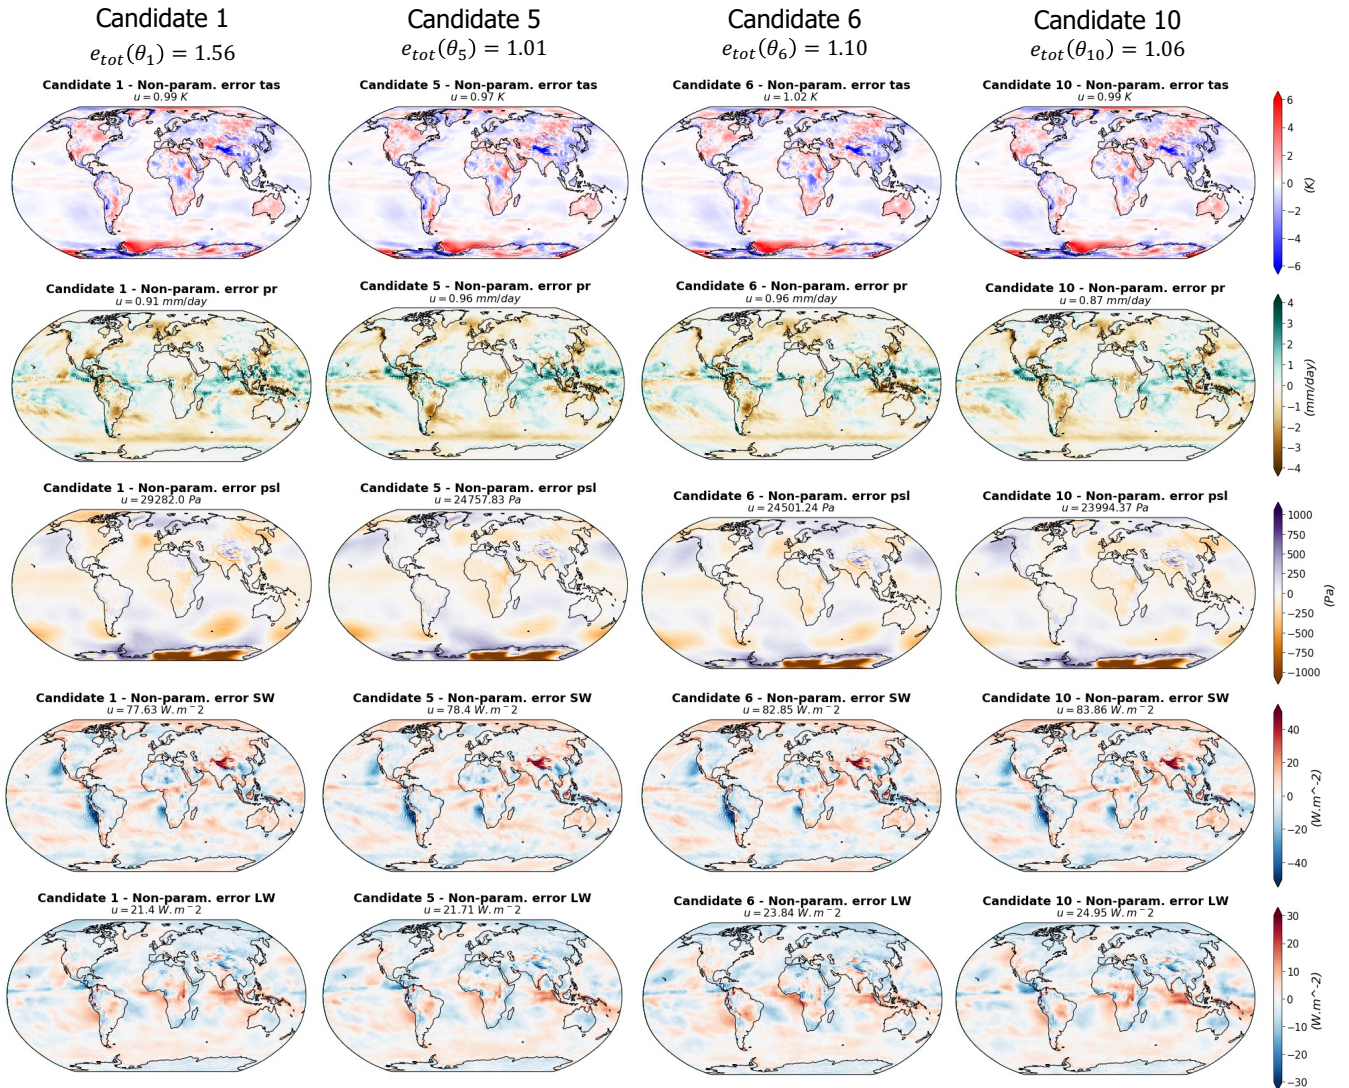 Candidate 1 Candidate 5 Candidate 6 Candidate 10
e_{tot}(θ_1) = 1.56 e_{tot}(θ_5) = 1.01 e_{tot}(θ_6) = 1.10 e_{tot}(θ_{10}) = 1.06
Candidate 1 - Non-param. error tas
u = 0.99 K
Candidate 5 - Non-param. error tas
u = 0.97 K
Candidate 6 - Non-param. error tas
u = 1.02 K
Candidate 10 - Non-param. error tas
u = 0.99 K
6
4
2
0
−2
−4
−6
(K)
Candidate 1 - Non-param. error pr
u = 0.91 mm/day
Candidate 5 - Non-param. error pr
u = 0.96 mm/day
Candidate 6 - Non-param. error pr
u = 0.96 mm/day
Candidate 10 - Non-param. error pr
u = 0.87 mm/day
4
3
2
1
0
−1
−2
−3
−4
(mm/day)
Candidate 1 - Non-param. error psl
u = 29282.0 Pa
Candidate 5 - Non-param. error psl
u = 24757.83 Pa
Candidate 6 - Non-param. error psl
u = 24501.24 Pa
Candidate 10 - Non-param. error psl
u = 23994.37 Pa
1000
750
500
250
0
−250
−500
−750
−1000
(Pa)
Candidate 1 - Non-param. error SW
u = 77.63 W.m^−2
Candidate 5 - Non-param. error SW
u = 78.4 W.m^−2
Candidate 6 - Non-param. error SW
u = 82.85 W.m^−2
Candidate 10 - Non-param. error SW
u = 83.86 W.m^−2
40
20
0
−20
−40
(W.m^-2)
Candidate 1 - Non-param. error LW
u = 21.4 W.m^−2
Candidate 5 - Non-param. error LW
u = 21.71 W.m^−2
Candidate 6 - Non-param. error LW
u = 23.84 W.m^−2
Candidate 10 - Non-param. error LW
u = 24.95 W.m^−2
30
20
10
0
−10
−20
−30
(W.m^-2)